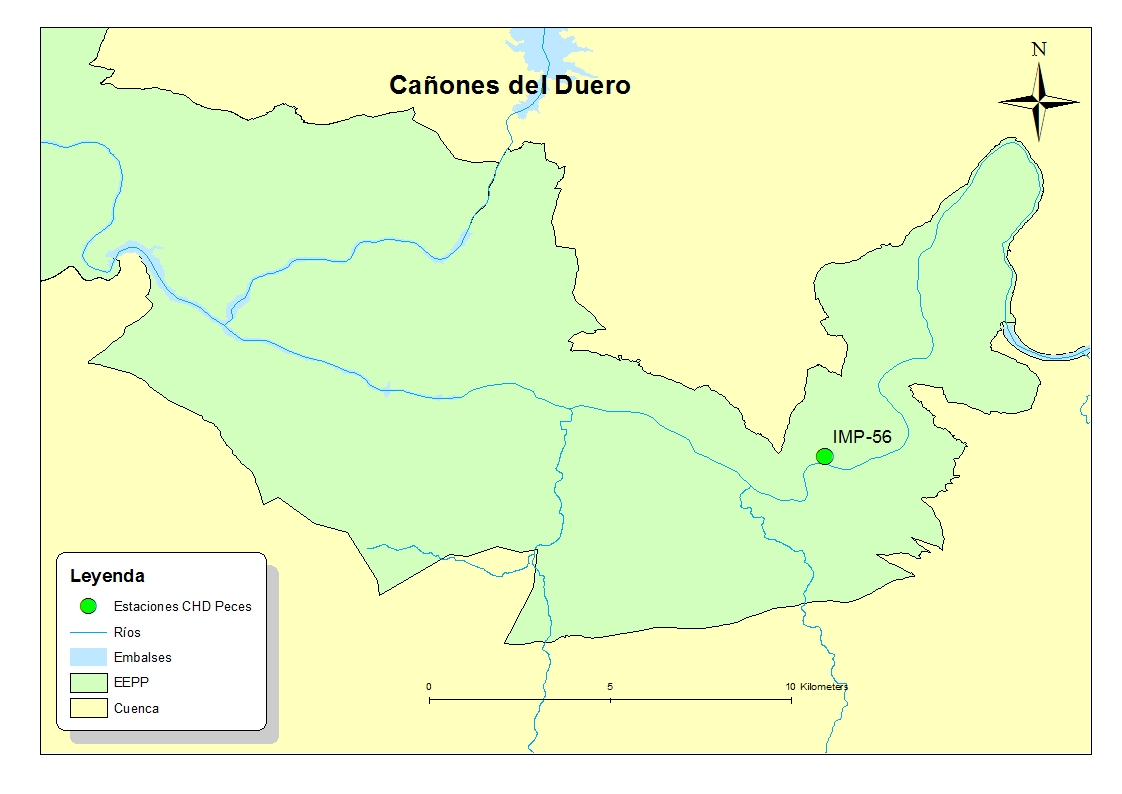 Cañones del Duero
N
IMP-56
Leyenda
Estaciones CHD Peces
Ríos
Embalses
EEPP
Cuenca
0 5 10 Kilometers